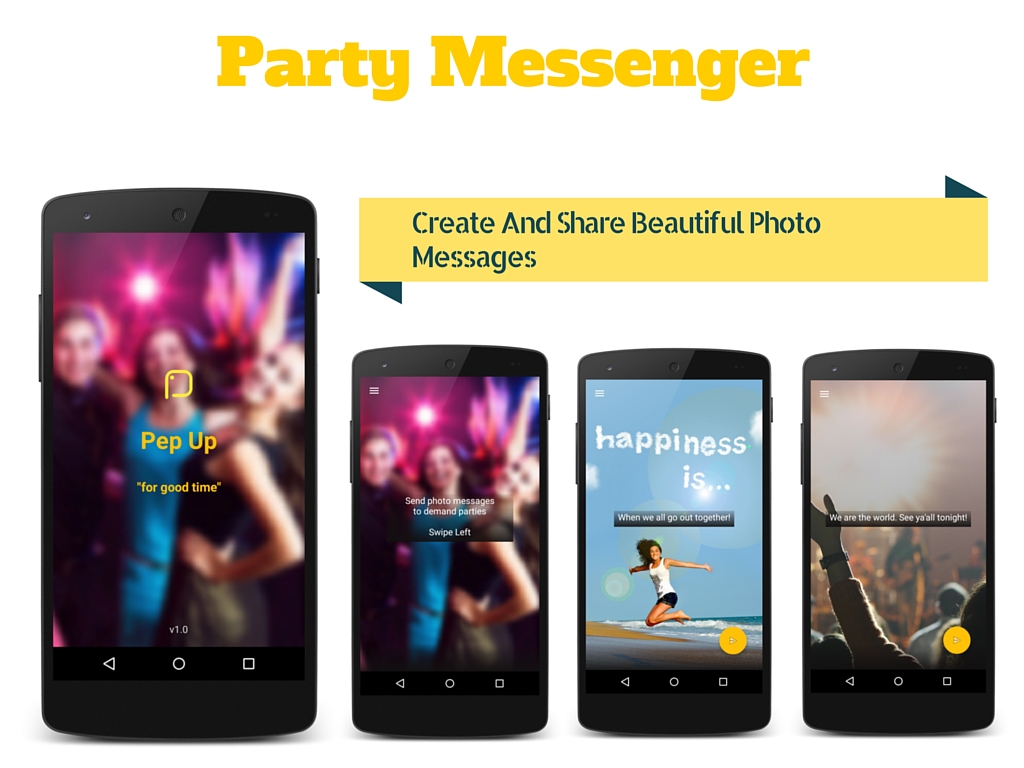 Party Messenger
Create And Share Beautiful Photo
Messages
Pep Up
"for good time"
v1.0
Send photo messages
to demand parties
Swipe Left
happiness
is...
When we all go out together!
We are the world. See ya'all tonight!